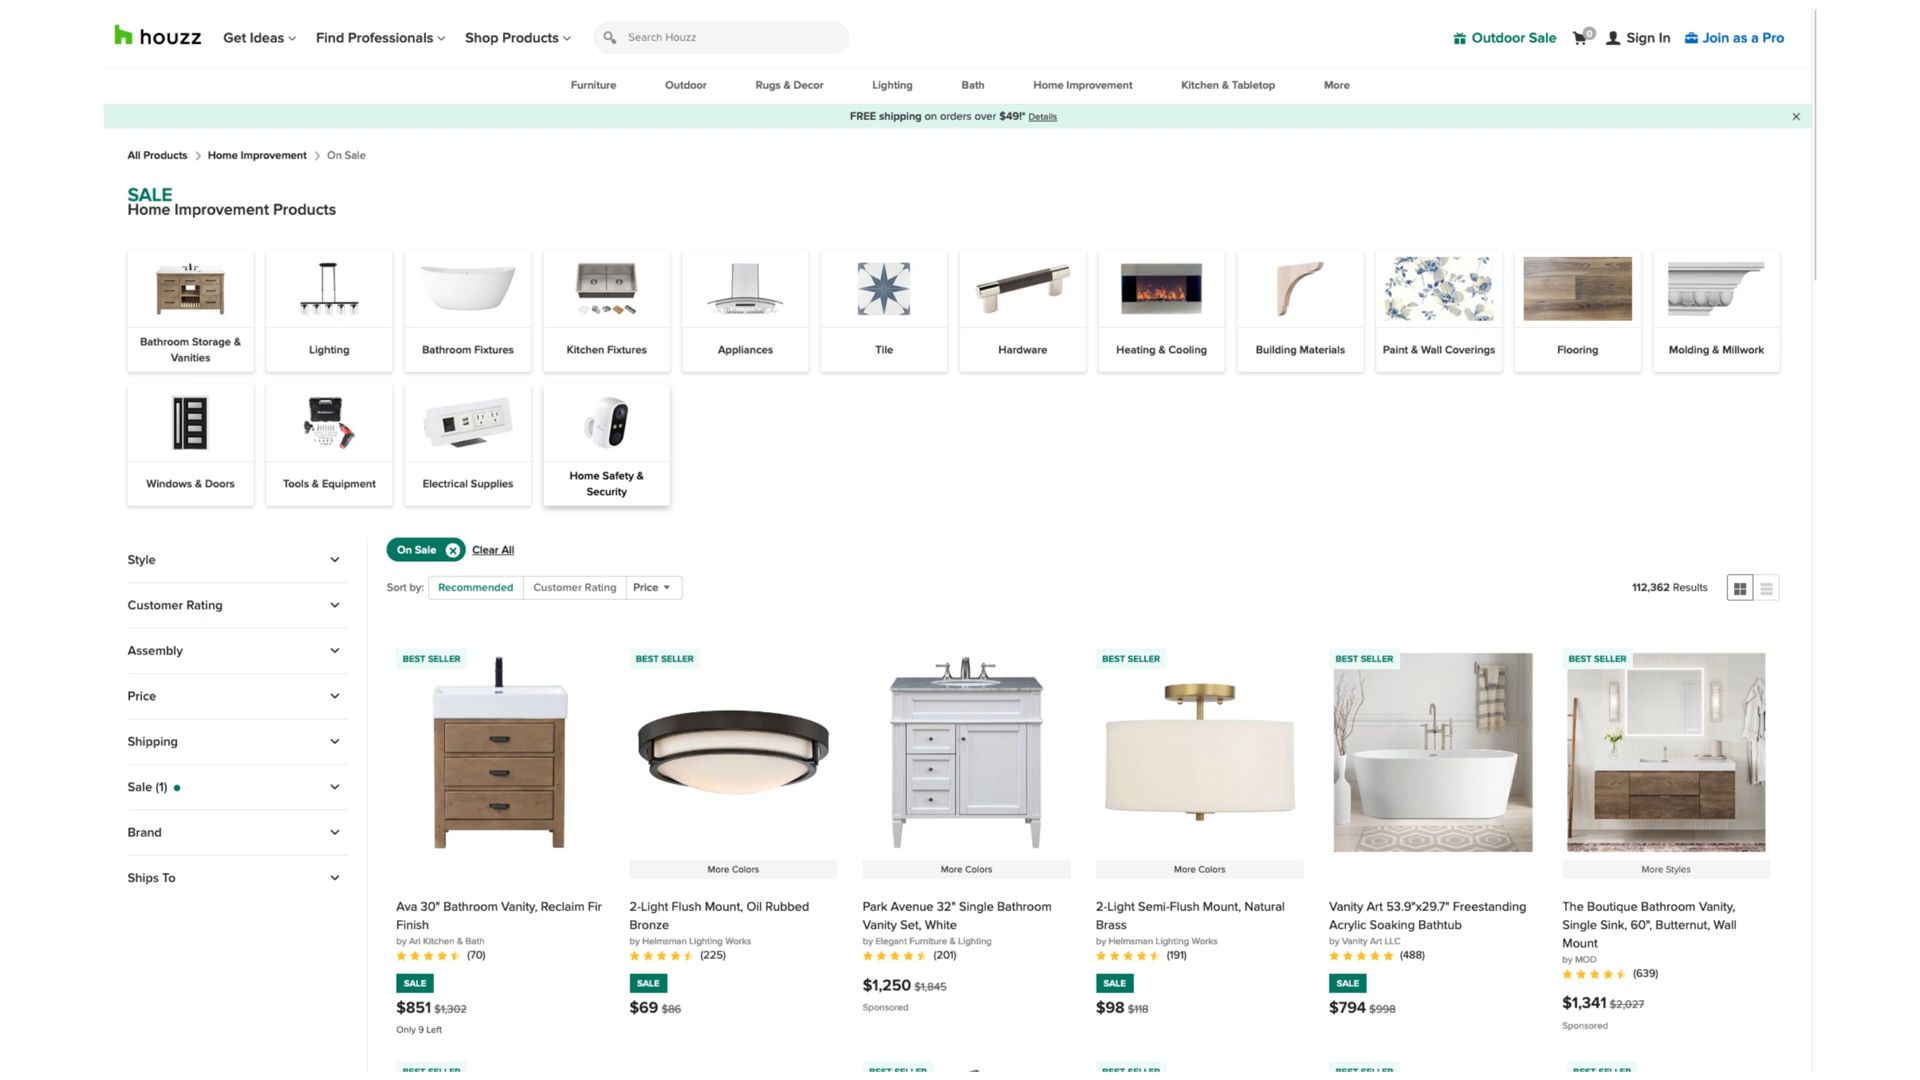 houzz
Get Ideas
Find Professionals
Shop Products
Search Houzz
Outdoor Sale
0
Sign In
Join as a Pro
Furniture
Outdoor
Rugs & Decor
Lighting
Bath
Home Improvement
Kitchen & Tabletop
More
FREE shipping on orders over $49!* Details
All Products > Home Improvement > On Sale
SALE
Home Improvement Products
Bathroom Storage &
Vanities
Lighting
Bathroom Fixtures
Kitchen Fixtures
Appliances
Tile
Hardware
Heating & Cooling
Building Materials
Paint & Wall Coverings
Flooring
Molding & Millwork
Windows & Doors
Tools & Equipment
Electrical Supplies
Home Safety &
Security
Style
Customer Rating
Assembly
Price
Shipping
Sale (1)
Brand
Ships To
On Sale
Clear All
Sort by:
Recommended
Customer Rating
Price
112,362 Results
BEST SELLER
Ava 30" Bathroom Vanity, Reclaim Fir
Finish
by Ari Kitchen & Bath
(70)
SALE
$851 $1,302
Only 9 Left
BEST SELLER
More Colors
2-Light Flush Mount, Oil Rubbed
Bronze
by Helmsman Lighting Works
(225)
SALE
$69 $86
More Colors
Park Avenue 32" Single Bathroom
Vanity Set, White
by Elegant Furniture & Lighting
(201)
$1,250 $1,845
Sponsored
BEST SELLER
More Colors
2-Light Semi-Flush Mount, Natural
Brass
by Helmsman Lighting Works
(191)
SALE
$98 $118
BEST SELLER
Vanity Art 53.9"x29.7" Freestanding
Acrylic Soaking Bathtub
by Vanity Art LLC
(488)
SALE
$794 $998
BEST SELLER
More Styles
The Boutique Bathroom Vanity,
Single Sink, 60", Butternut, Wall
Mount
by MOD
(639)
$1,341 $2,027
Sponsored
BEST SELLER
BEST SELLER
BEST SELLER
BEST SELLER
BEST SELLER